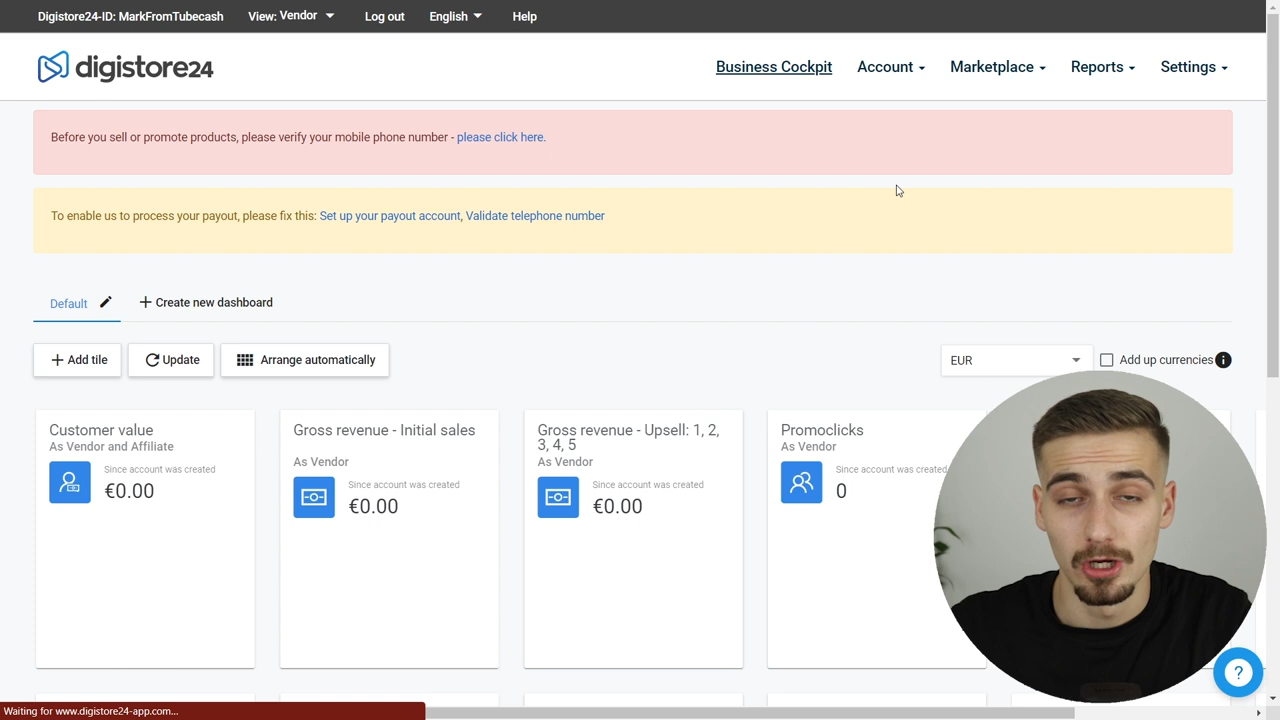 Digistore24-ID: MarkFromTubecash View: Vendor Log out English Help
digistore24 Business Cockpit Account Marketplace Reports Settings
Before you sell or promote products, please verify your mobile phone number - please click here.
To enable us to process your payout, please fix this: Set up your payout account, Validate telephone number
Default + Create new dashboard
+ Add tile Update Arrange automatically EUR Add up currencies
Customer value
As Vendor and Affiliate
Since account was created
€0.00
Gross revenue - Initial sales
As Vendor
Since account was created
€0.00
Gross revenue - Upsell: 1, 2,
3, 4, 5
As Vendor
Since account was created
€0.00
Promoclicks
As Vendor
Since account was created
0
?
Waiting for www.digistore24-app.com...